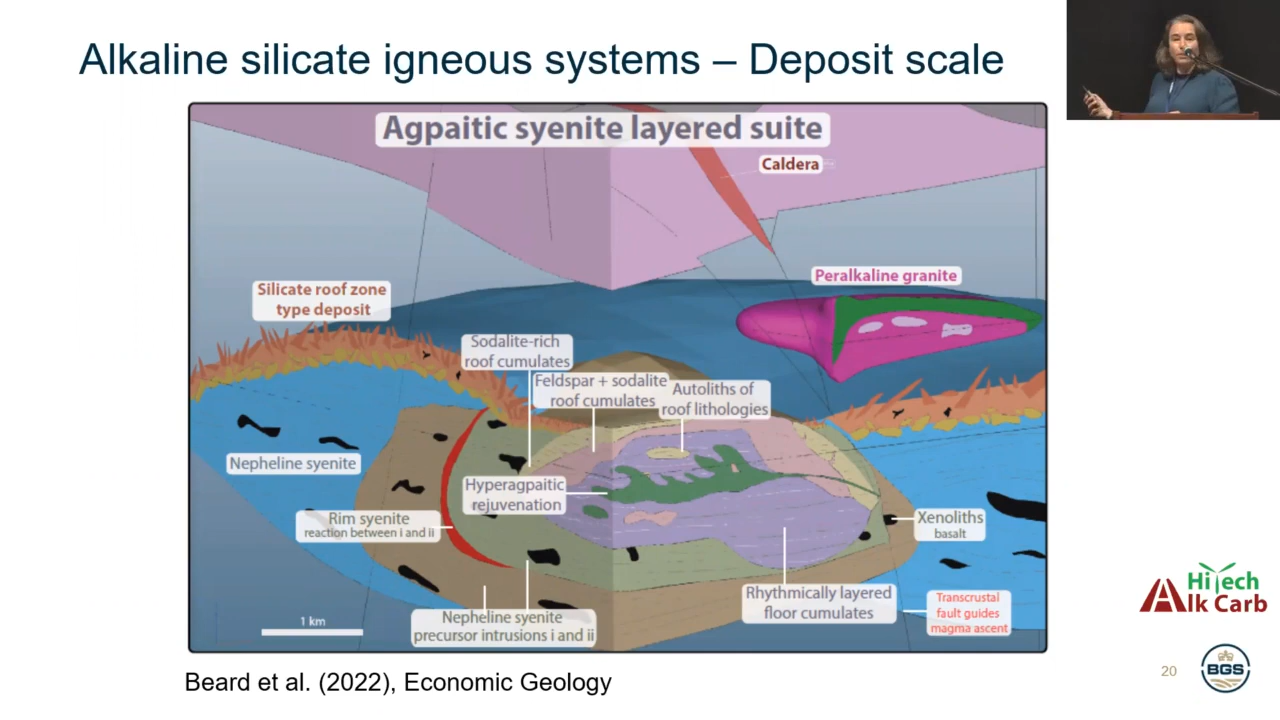 Alkaline silicate igneous systems – Deposit scale
Agpaitic syenite layered suite
Caldera
Peralkaline granite
Silicate roof zone
type deposit
Sodalite-rich
roof cumulates
Feldspar + sodalite
roof cumulates
Autoliths of
roof lithologies
Nepheline syenite
Hyperagpaitic
rejuvenation
Rim syenite
reaction between i and ii
Xenoliths
basalt
Rhythmically layered
floor cumulates
Transcrustal
fault guides
magma ascent
Nepheline syenite
precursor intrusions i and ii
1 km
HiTech
Alk Carb
Beard et al. (2022), Economic Geology
20
BGS